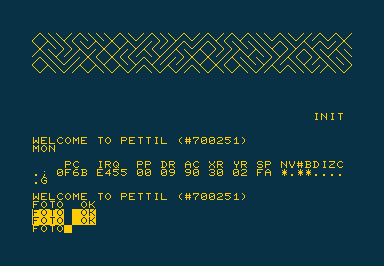 INIT
WELCOME TO PETTIL (#700251)
MON
PC IRQ PP DR AC XR YR SP NV#BDIZC
.; 0F6B E455 00 09 90 30 02 FA *.**....
.G
WELCOME TO PETTIL (#700251)
FOTO OK
FOTO OK
FOTO OK
FOTO